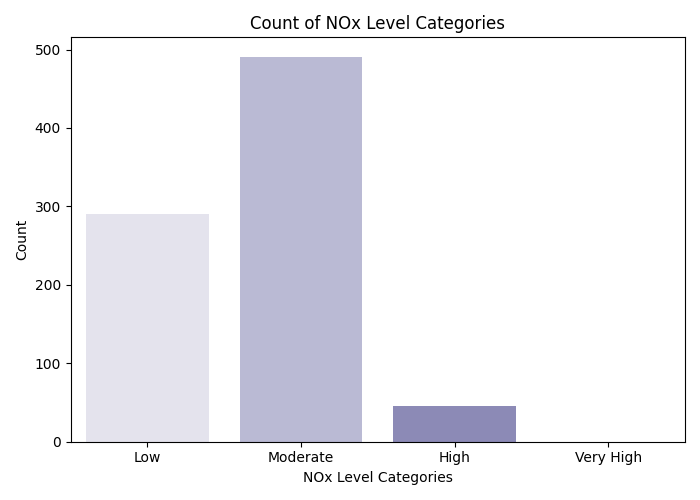 Count of NOx Level Categories
500
400
300
200
100
0
Count
Low Moderate High Very High
NOx Level Categories